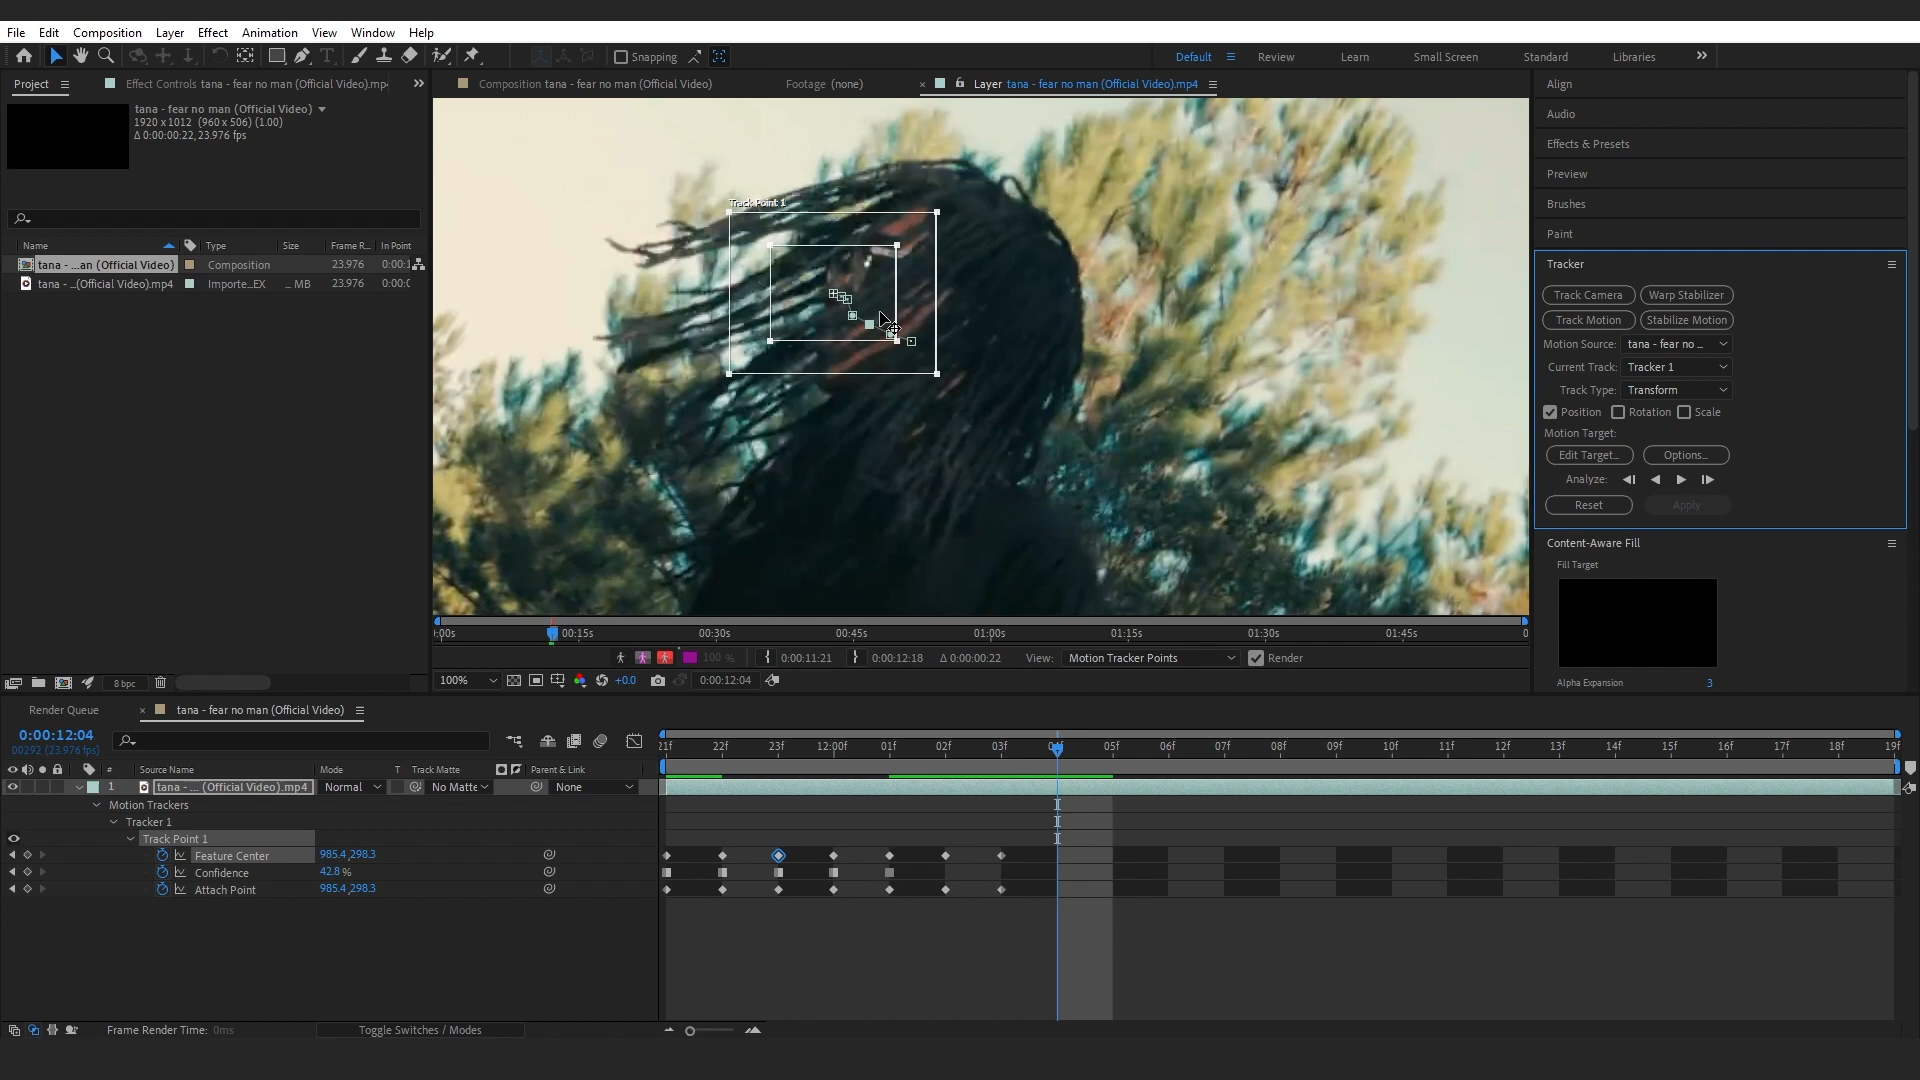 File Edit Composition Layer Effect Animation View Window Help
Snapping
Default Review Learn Small Screen Standard Libraries
Project Effect Controls tana - fear no man (Official Video).mp4
tana - fear no man (Official Video)
1920 x 1012 (960 x 506) (1.00)
Δ 0:00:00:22, 23.976 fps
Name Type Size Frame R... In Point
tana - ...an (Official Video) Composition 23.976 0:00:1
tana - ...(Official Video).mp4 Importe...EX ... MB 23.976 0:00:0
8 bpc
Composition tana - fear no man (Official Video) Footage (none) × Layer tana - fear no man (Official Video).mp4
Track Point 1
:00s 00:15s 00:30s 00:45s 01:00s 01:15s 01:30s 01:45s 0
100 % 0:00:11:21 0:00:12:18 Δ 0:00:00:22 View: Motion Tracker Points Render
100% +0.0 0:00:12:04
Align
Audio
Effects & Presets
Preview
Brushes
Paint
Tracker
Track Camera Warp Stabilizer
Track Motion Stabilize Motion
Motion Source: tana - fear no ...
Current Track: Tracker 1
Track Type: Transform
Position Rotation Scale
Motion Target:
Edit Target... Options...
Analyze:
Reset Apply
Content-Aware Fill
Fill Target
Alpha Expansion 3
Render Queue × tana - fear no man (Official Video)
0:00:12:04
00292 (23.976 fps)
21f 22f 23f 12:00f 01f 02f 03f 04f 05f 06f 07f 08f 09f 10f 11f 12f 13f 14f 15f 16f 17f 18f 19f
# Source Name Mode T Track Matte Parent & Link
1 tana - ... (Official Video).mp4 Normal No Matte None
Motion Trackers
Tracker 1
Track Point 1
Feature Center 985.4,298.3
Confidence 42.8 %
Attach Point 985.4,298.3
Frame Render Time: 0ms Toggle Switches / Modes